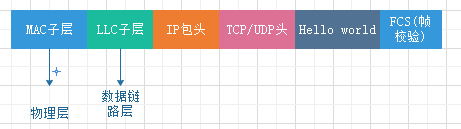 MAC子层
LLC子层
IP包头
TCP/UDP头
Hello world
FCS(帧
校验)
物理层
数据链
路层